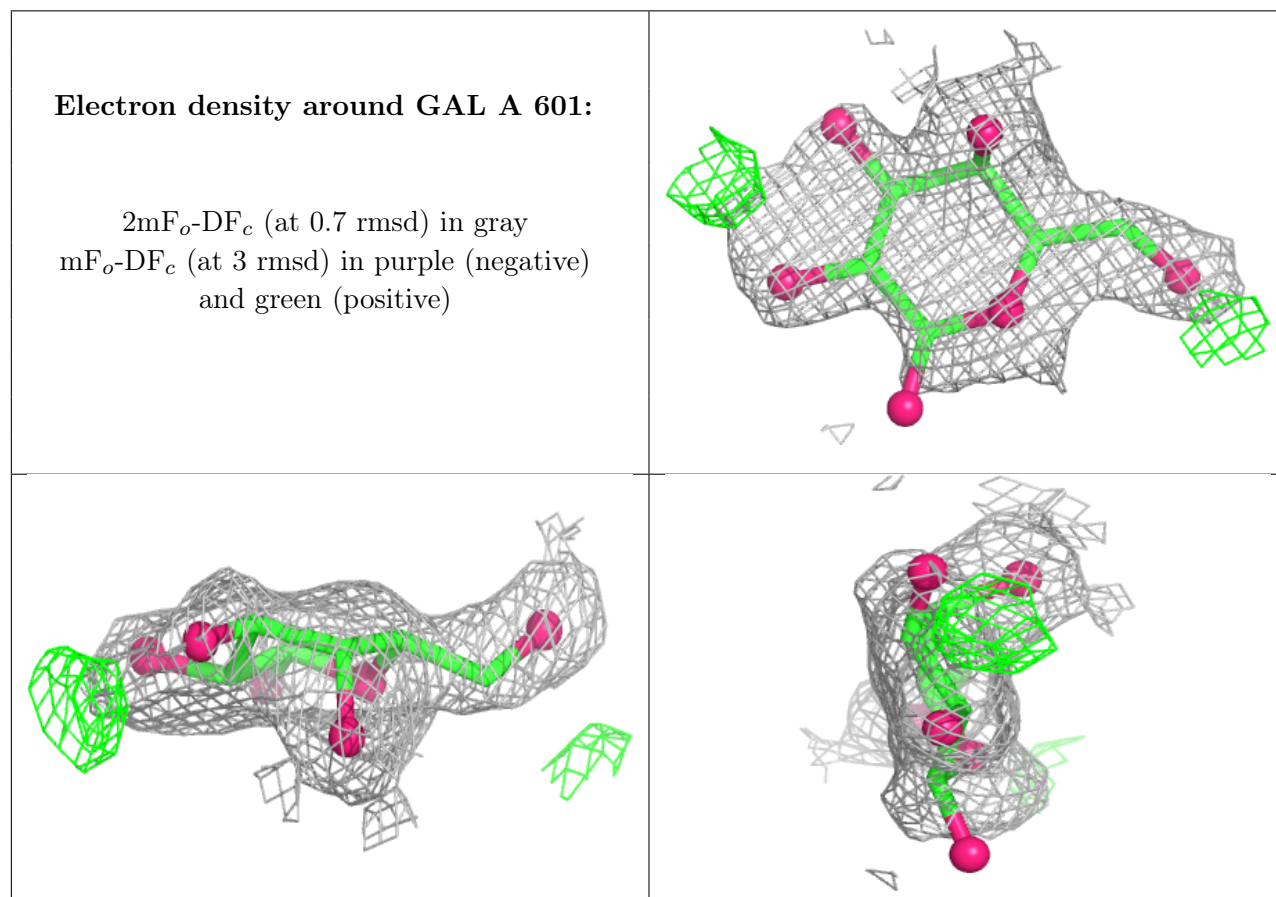 Electron density around GAL A 601:
2mFₒ-DF𝑐 (at 0.7 rmsd) in gray
mFₒ-DF𝑐 (at 3 rmsd) in purple (negative)
and green (positive)